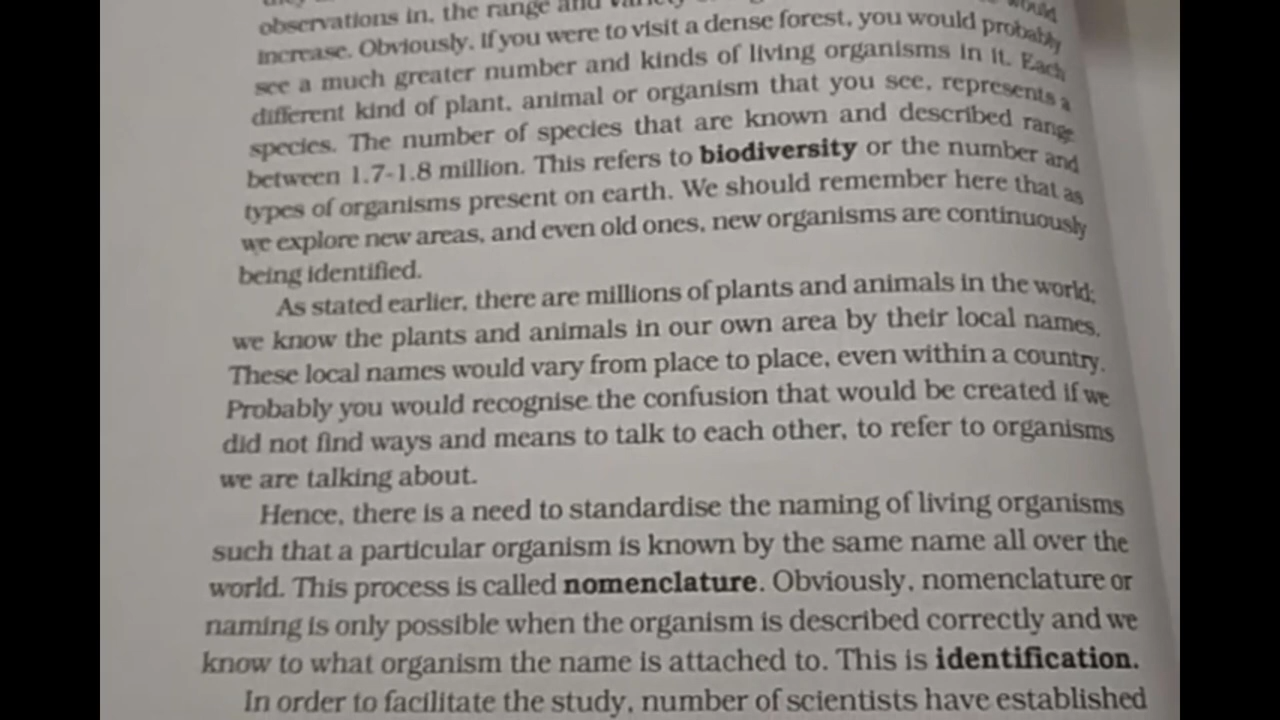 observations in, the range and variety of
would
increase. Obviously, if you were to visit a dense forest, you would probably
see a much greater number and kinds of living organisms in it. Each
different kind of plant, animal or organism that you see, represents a
species. The number of species that are known and described range
between 1.7-1.8 million. This refers to biodiversity or the number and
types of organisms present on earth. We should remember here that as
we explore new areas, and even old ones, new organisms are continuously
being identified.
As stated earlier, there are millions of plants and animals in the world;
we know the plants and animals in our own area by their local names.
These local names would vary from place to place, even within a country.
Probably you would recognise the confusion that would be created if we
did not find ways and means to talk to each other, to refer to organisms
we are talking about.
Hence, there is a need to standardise the naming of living organisms
such that a particular organism is known by the same name all over the
world. This process is called nomenclature. Obviously, nomenclature or
naming is only possible when the organism is described correctly and we
know to what organism the name is attached to. This is identification.
In order to facilitate the study, number of scientists have established